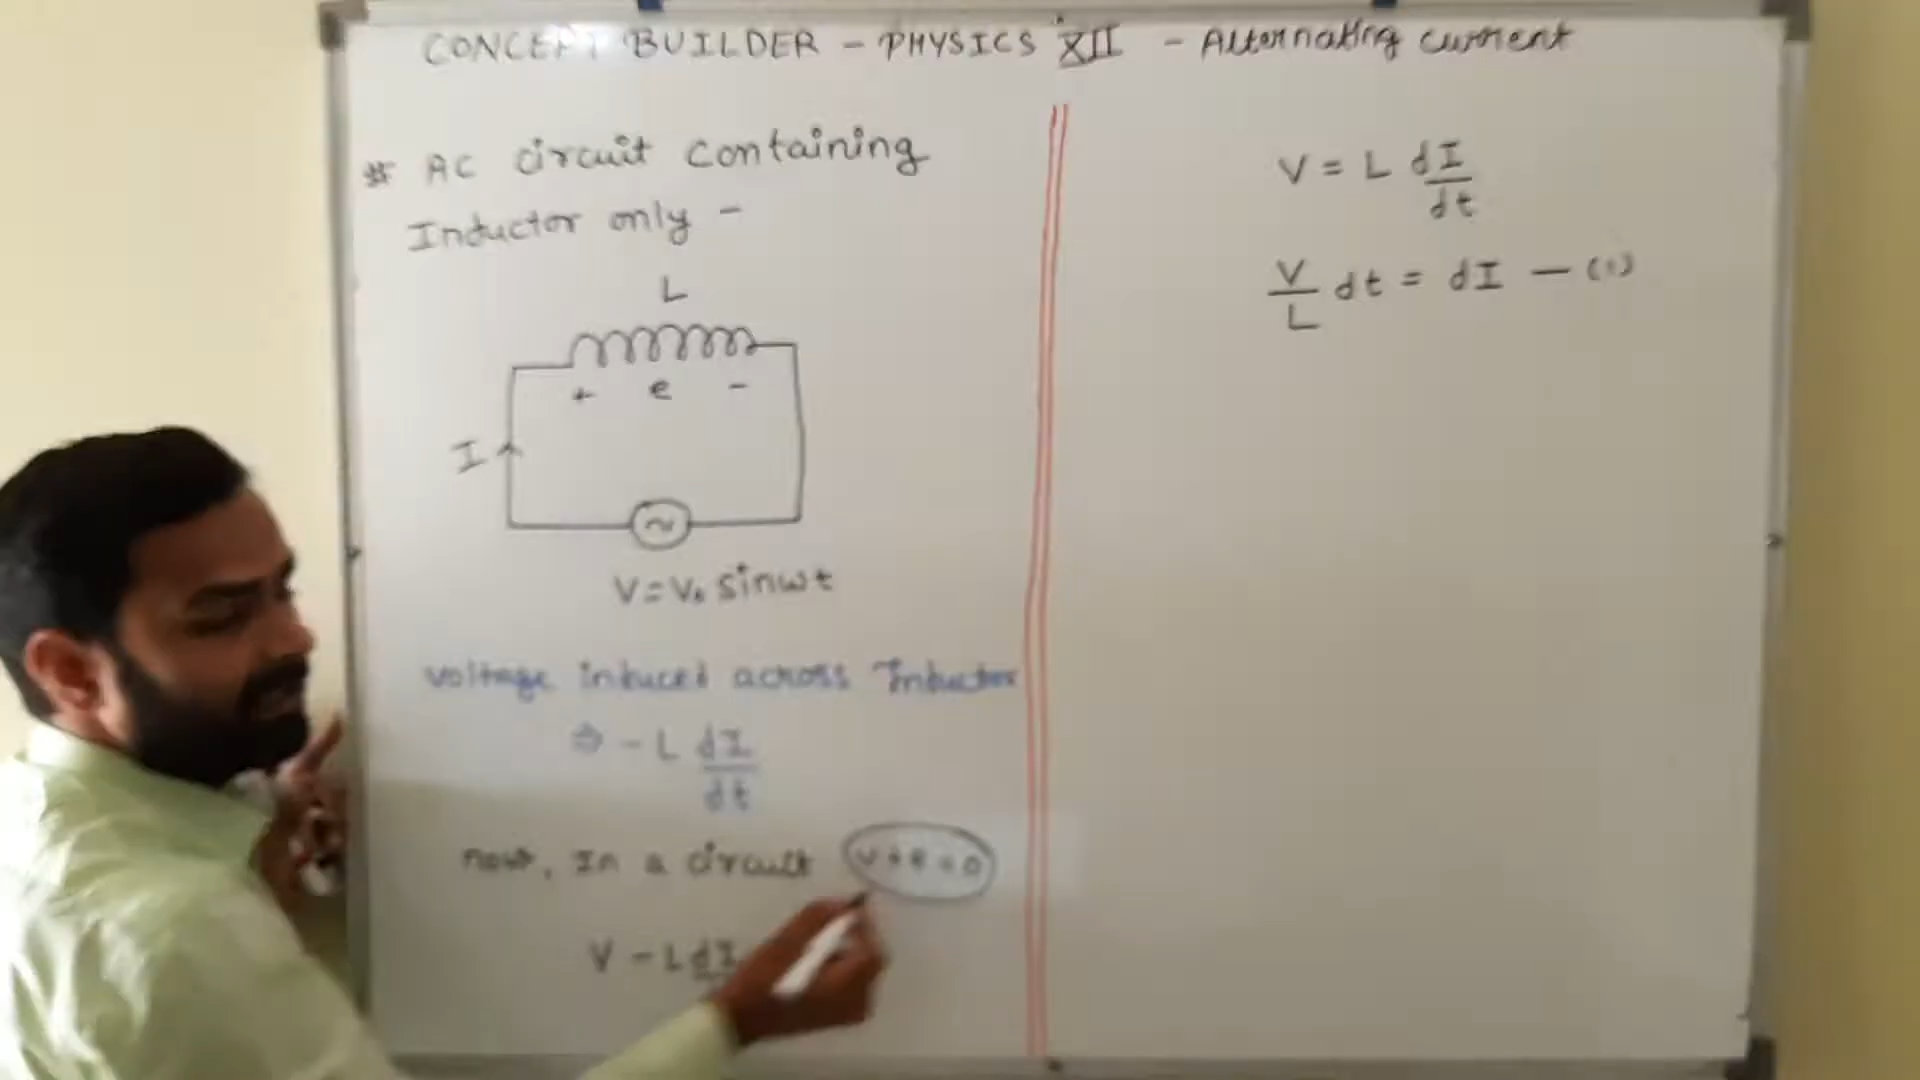 CONCEPT BUILDER - PHYSICS XII - Alternating current
# AC circuit containing
Inductor only -
L
+ e -
I
~
V = V₀ sinωt
voltage induced across Inductor
⇒ - L dI/dt
now, In a circuit V + e = 0
V - L dI
V = L dI/dt
V/L dt = dI — (1)